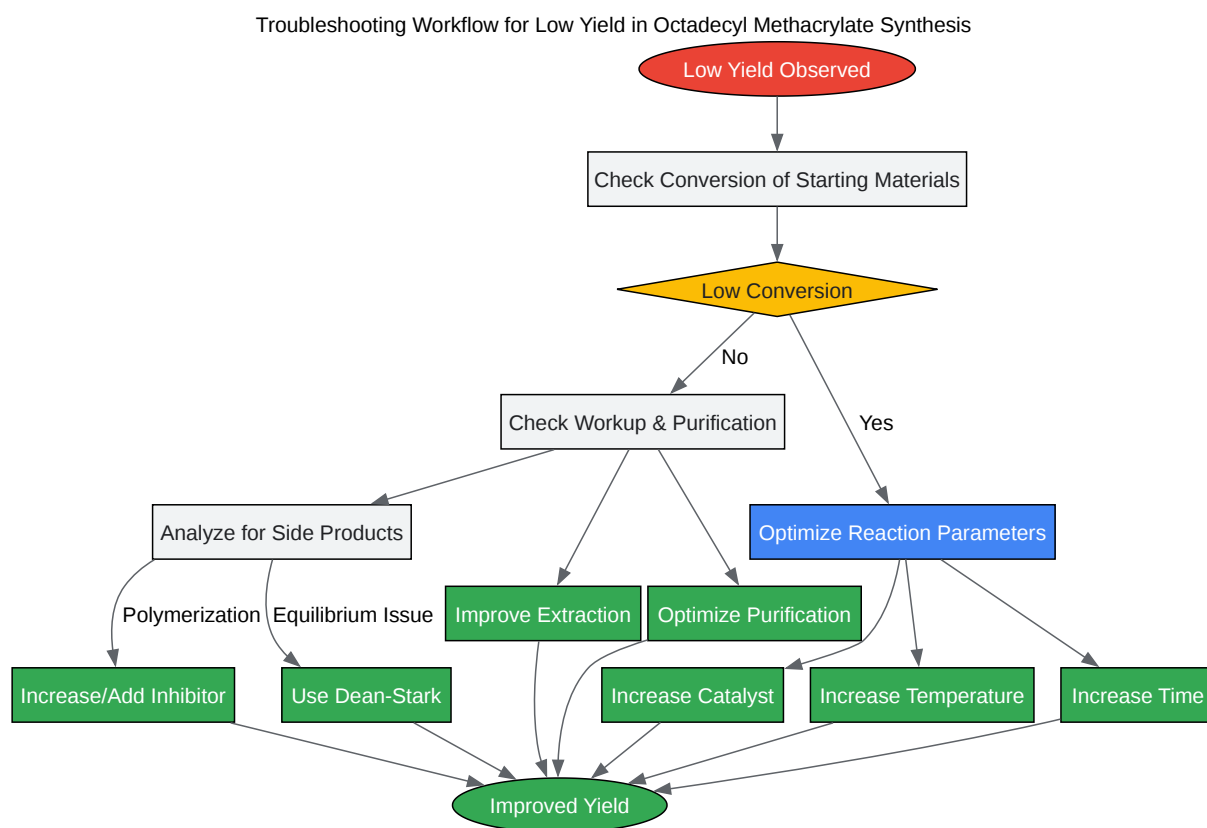 Troubleshooting Workflow for Low Yield in Octadecyl Methacrylate Synthesis
Low Yield Observed
Check Conversion of Starting Materials
Low Conversion
No
Yes
Check Workup & Purification
Analyze for Side Products
Optimize Reaction Parameters
Polymerization
Equilibrium Issue
Improve Extraction
Optimize Purification
Increase/Add Inhibitor
Use Dean-Stark
Increase Catalyst
Increase Temperature
Increase Time
Improved Yield